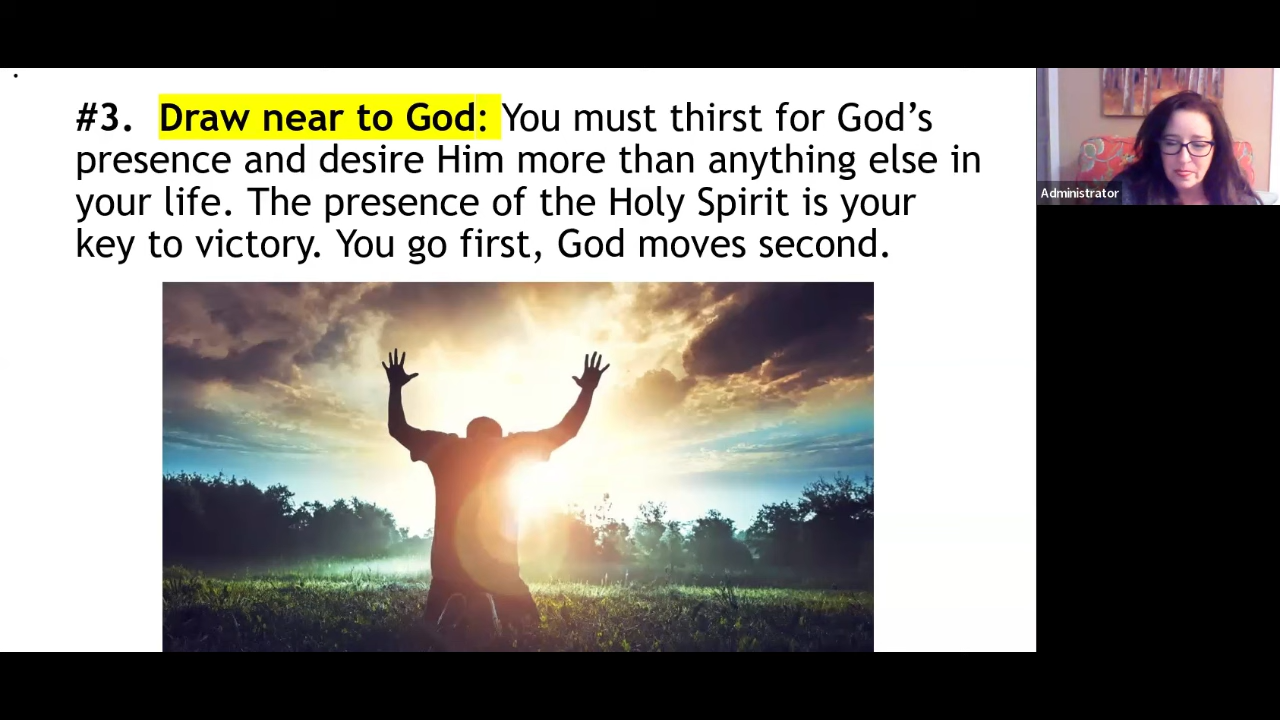 #3. Draw near to God: You must thirst for God’s
presence and desire Him more than anything else in
your life. The presence of the Holy Spirit is your
key to victory. You go first, God moves second.
Administrator